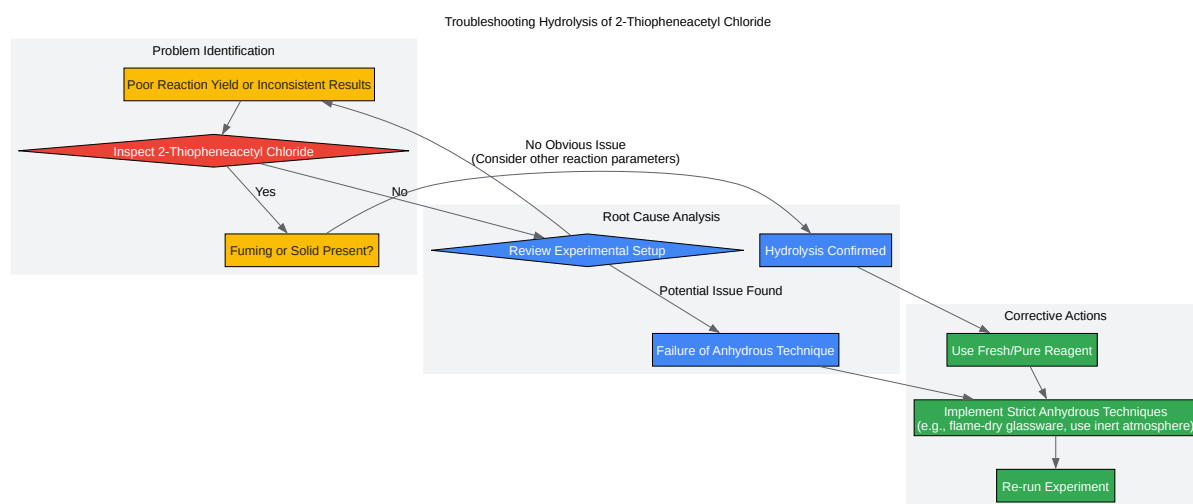 Troubleshooting Hydrolysis of 2-Thiopheneacetyl Chloride
Problem Identification
Poor Reaction Yield or Inconsistent Results
Inspect 2-Thiopheneacetyl Chloride
No Obvious Issue
(Consider other reaction parameters)
Yes
No
Fuming or Solid Present?
Root Cause Analysis
Review Experimental Setup
Hydrolysis Confirmed
Potential Issue Found
Failure of Anhydrous Technique
Corrective Actions
Use Fresh/Pure Reagent
Implement Strict Anhydrous Techniques
(e.g., flame-dry glassware, use inert atmosphere)
Re-run Experiment